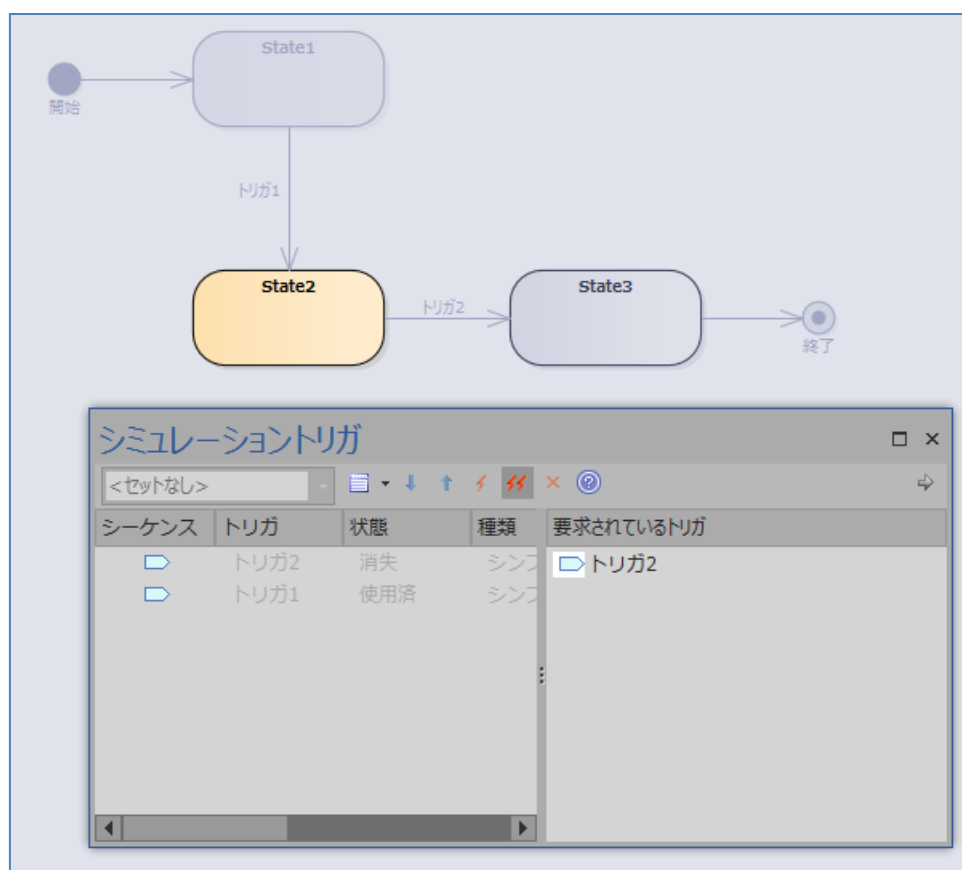 State1
開始
トリガ1
State2
トリガ2
State3
終了
シミュレーショントリガ
<セットなし>
シーケンス トリガ 状態 種類 要求されているトリガ
トリガ2 消失 シンプ トリガ2
トリガ1 使用済 シンプ